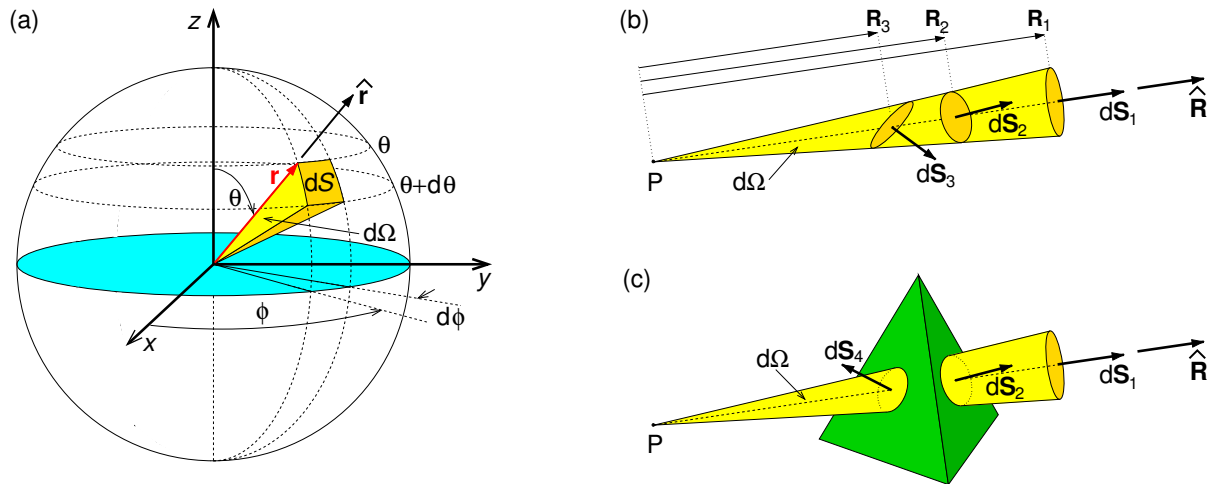 (a)
z
r̂
θ
r
dS
θ+dθ
θ
dΩ
y
dϕ
ϕ
x
(b)
R₃ R₂ R₁
R̂
dS₁
dS₂
P
dΩ
dS₃
(c)
dS₄
dΩ
R̂
dS₁
dS₂
P